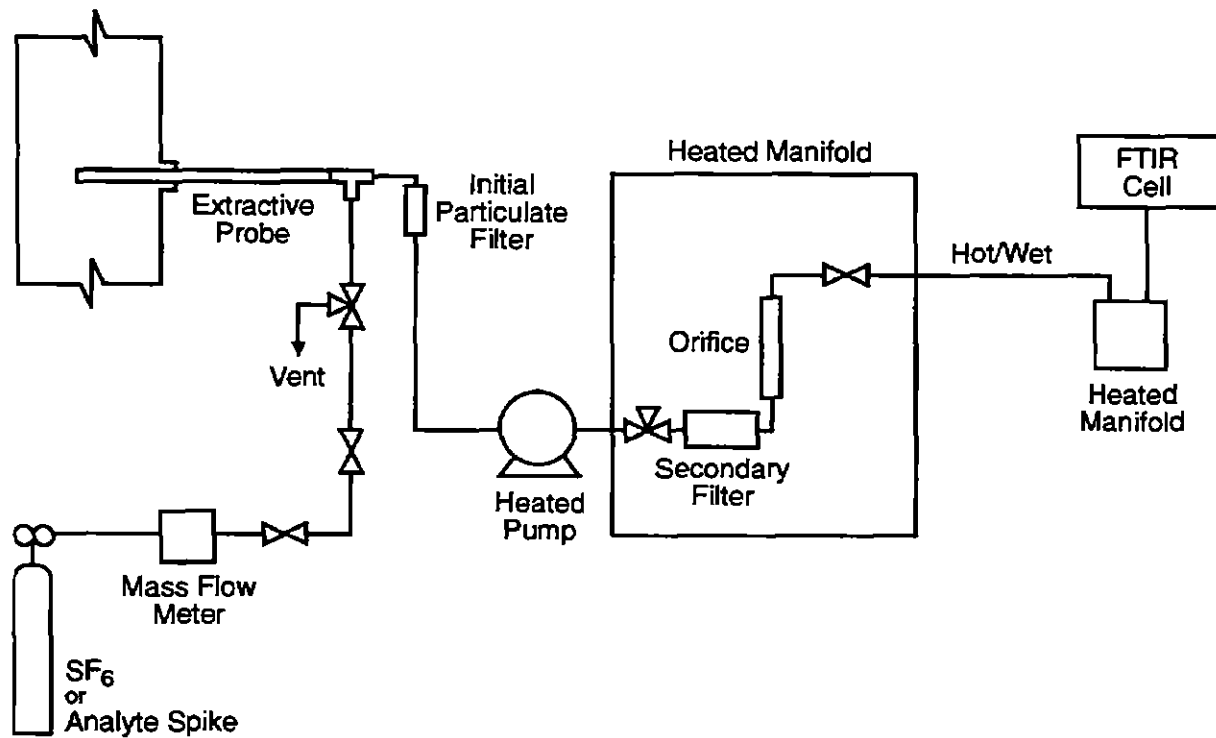 Heated Manifold
FTIR
Cell
Extractive
Probe
Initial
Particulate
Filter
Hot/Wet
Orifice
Vent
Heated
Manifold
Secondary
Filter
Heated
Pump
Mass Flow
Meter
SF6
or
Analyte Spike